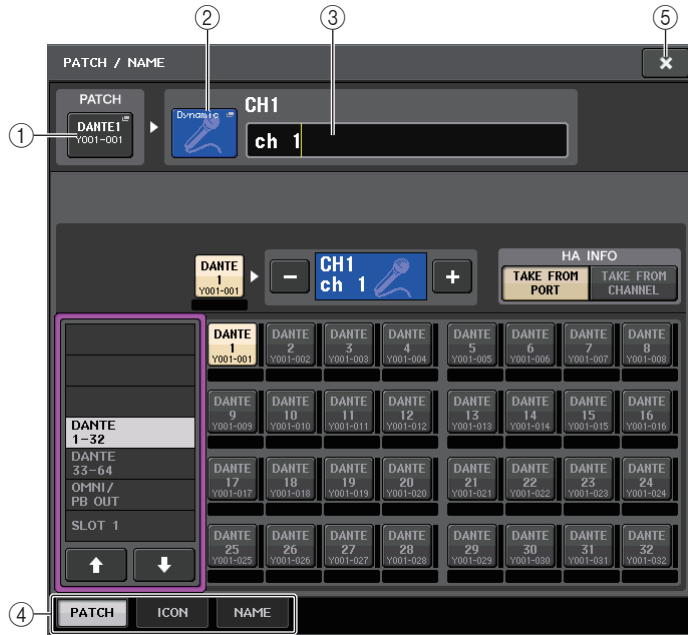 ② ③ ⑤
PATCH / NAME
×
PATCH
①
DANTE1
Y001-001
②
Dynamic
CH1
ch 1
DANTE
1
Y001-001
−
CH1
ch 1
+
HA INFO
TAKE FROM
PORT
TAKE FROM
CHANNEL
DANTE
1-32
DANTE
33-64
OMNI/
PB OUT
SLOT 1
DANTE DANTE DANTE DANTE DANTE DANTE DANTE DANTE
1 2 3 4 5 6 7 8
Y001-001 Y001-002 Y001-003 Y001-004 Y001-005 Y001-006 Y001-007 Y001-008
DANTE DANTE DANTE DANTE DANTE DANTE DANTE DANTE
9 10 11 12 13 14 15 16
Y001-009 Y001-010 Y001-011 Y001-012 Y001-013 Y001-014 Y001-015 Y001-016
DANTE DANTE DANTE DANTE DANTE DANTE DANTE DANTE
17 18 19 20 21 22 23 24
Y001-017 Y001-018 Y001-019 Y001-020 Y001-021 Y001-022 Y001-023 Y001-024
DANTE DANTE DANTE DANTE DANTE DANTE DANTE DANTE
25 26 27 28 29 30 31 32
Y001-025 Y001-026 Y001-027 Y001-028 Y001-029 Y001-030 Y001-031 Y001-032
④
PATCH ICON NAME